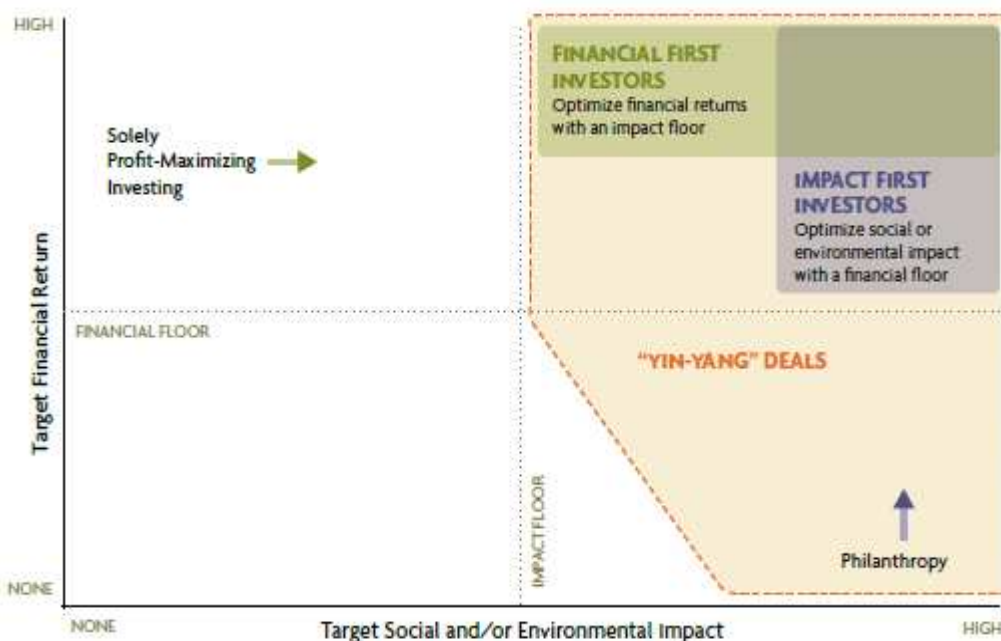 HIGH
FINANCIAL FIRST
INVESTORS
Optimize financial returns
with an impact floor
Solely
Profit-Maximizing
Investing
IMPACT FIRST
INVESTORS
Optimize social or
environmental impact
with a financial floor
Target Financial Return
FINANCIAL FLOOR
"YIN-YANG" DEALS
IMPACT FLOOR
Philanthropy
NONE
NONE
Target Social and/or Environmental Impact
HIGH